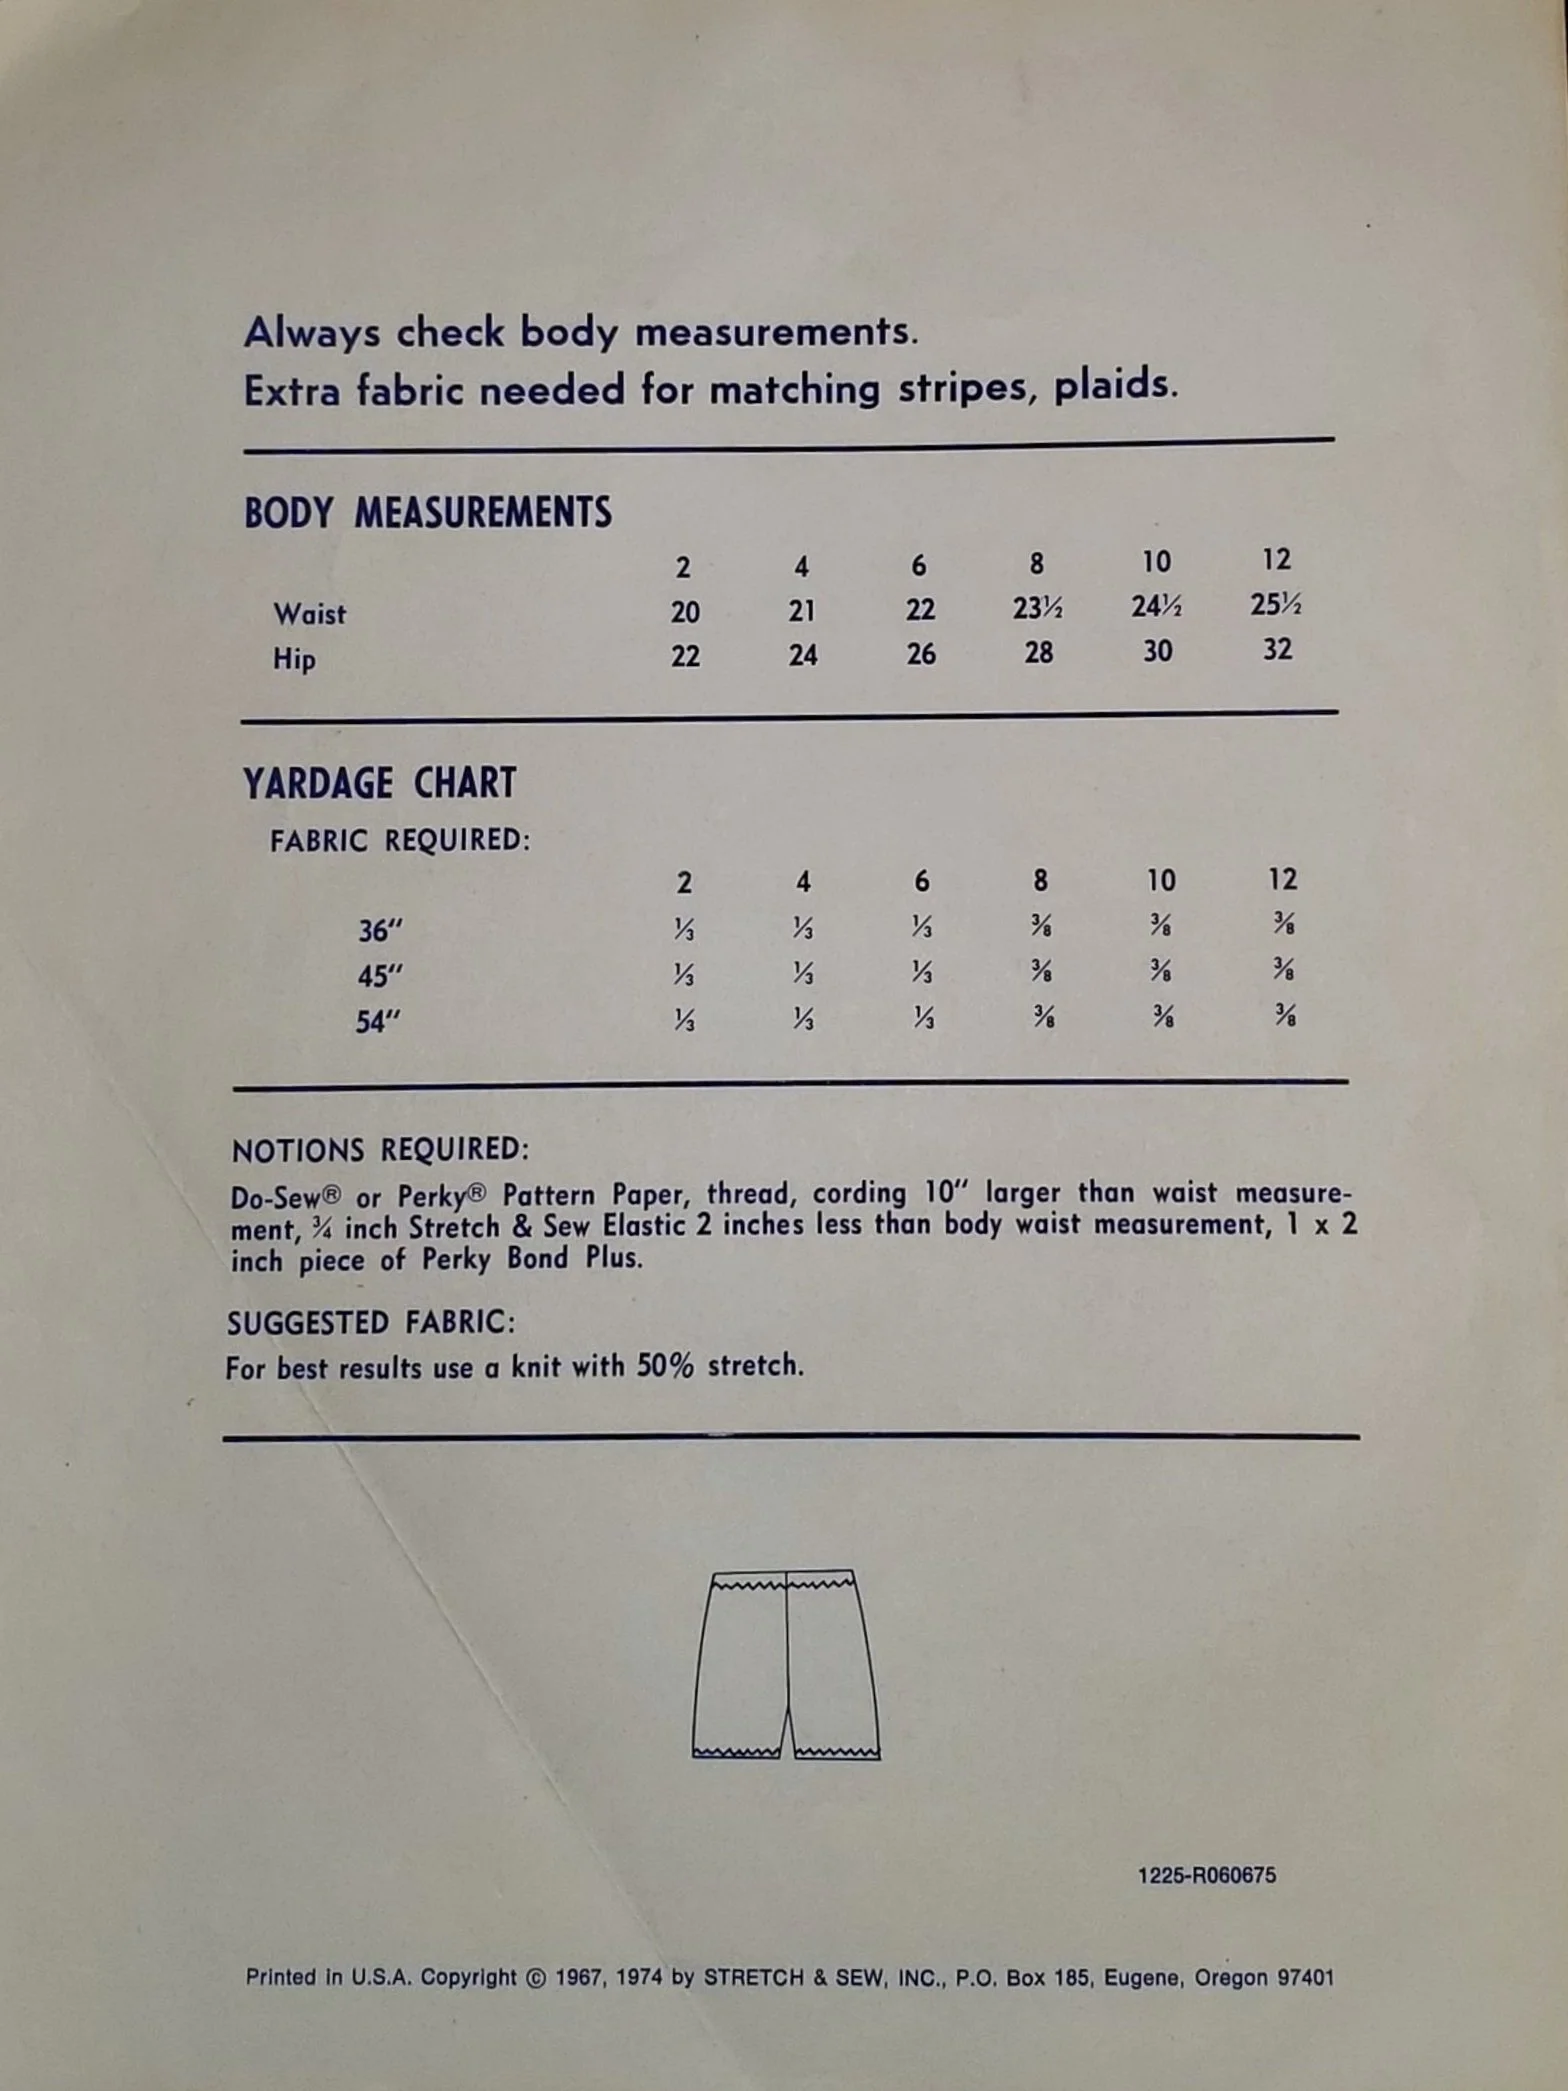 Always check body measurements.
Extra fabric needed for matching stripes, plaids.
BODY MEASUREMENTS
2 4 6 8 10 12
Waist 20 21 22 23½ 24½ 25½
Hip 22 24 26 28 30 32
YARDAGE CHART
FABRIC REQUIRED:
2 4 6 8 10 12
36" ⅓ ⅓ ⅓ ⅜ ⅜ ⅜
45" ⅓ ⅓ ⅓ ⅜ ⅜ ⅜
54" ⅓ ⅓ ⅓ ⅜ ⅜ ⅜
NOTIONS REQUIRED:
Do-Sew® or Perky® Pattern Paper, thread, cording 10" larger than waist measure-
ment, ¾ inch Stretch & Sew Elastic 2 inches less than body waist measurement, 1 x 2
inch piece of Perky Bond Plus.
SUGGESTED FABRIC:
For best results use a knit with 50% stretch.
1225-R060675
Printed in U.S.A. Copyright © 1967, 1974 by STRETCH & SEW, INC., P.O. Box 185, Eugene, Oregon 97401